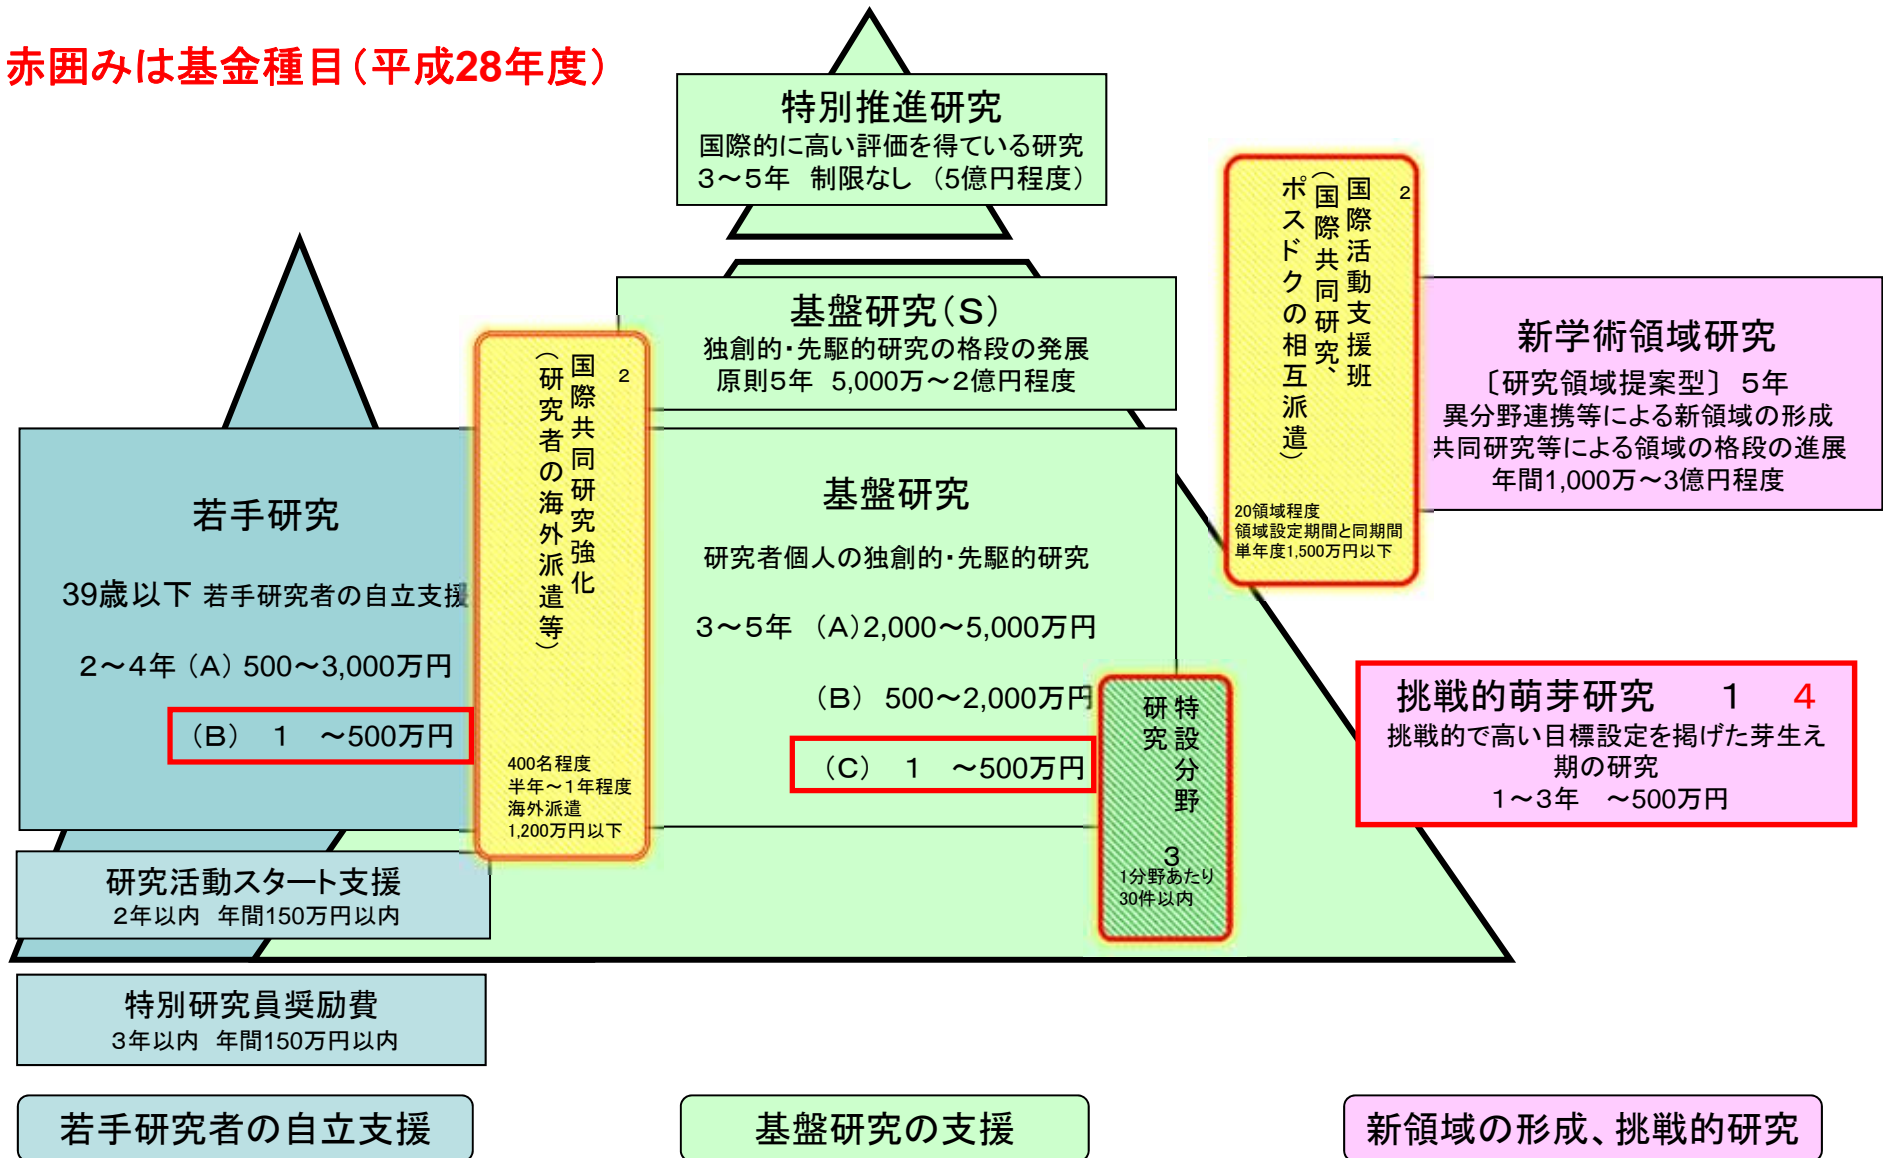 赤囲みは基金種目（平成28年度）
特別推進研究
国際的に高い評価を得ている研究
３～５年　制限なし　（5億円程度）
基盤研究（Ｓ）
独創的・先駆的研究の格段の発展
原則５年　5,000万～２億円程度
国際共同研究強化　2
（研究者の海外派遣等）
400名程度
半年～１年程度
海外派遣
1,200万円以下
国際活動支援班　2
（国際共同研究、
ポスドクの相互派遣）
20領域程度
領域設定期間と同期間
単年度1,500万円以下
新学術領域研究
〔研究領域提案型〕 ５年
異分野連携等による新領域の形成
共同研究等による領域の格段の進展
年間1,000万～3億円程度
若手研究
39歳以下 若手研究者の自立支援
２～４年 （Ａ） 500～3,000万円
（Ｂ）　１　～500万円
基盤研究
研究者個人の独創的・先駆的研究
３～５年　（Ａ）2,000～5,000万円
（Ｂ） 500～2,000万円
（Ｃ）　１　～500万円
特設分野
研究
３
1分野あたり
30件以内
挑戦的萌芽研究　１　４
挑戦的で高い目標設定を掲げた芽生え
期の研究
１～３年　～500万円
研究活動スタート支援
２年以内　年間150万円以内
特別研究員奨励費
３年以内　年間150万円以内
若手研究者の自立支援
基盤研究の支援
新領域の形成、挑戦的研究